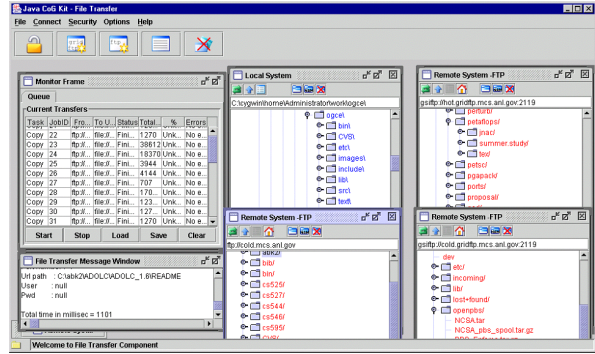 Java CoG Kit - File Transfer
File Connect Security Options Help
Monitor Frame
Queue
Current Transfers
Task JobID Fro... To U... Status Total... % Errors
Copy 22 ftp://... file://... Fini... 1270 Unk... No e...
Copy 23 ftp://... file://... Fini... 38612 Unk... No e...
Copy 24 ftp://... file://... Fini... 18370 Unk... No e...
Copy 25 ftp://... file://... Fini... 3944 Unk... No e...
Copy 26 ftp://... file://... Fini... 4144 Unk... No e...
Copy 27 ftp://... file://... Fini... 707 Unk... No e...
Copy 28 ftp://... file://... Fini... 170... Unk... No e...
Copy 29 ftp://... file://... Fini... 123... Unk... No e...
Copy 30 ftp://... file://... Fini... 127... Unk... No e...
Copy 31 ftp://... file://... Fini... 1270 Unk... No e...
Start Stop Load Save Clear
File Transfer Message Window
Url path : C:\abk2\ADOLC\ADOLC_1.6\README
User : null
Pwd : null
Total time in millisec = 1101
Local System
C:\cygwin\home\Administrator\work\ogce\
ogce\
bin\
CVS\
etc\
images\
include\
lib\
src\
text\
Remote System -FTP
gsiftp://hot.gridftp.mcs.anl.gov:2119
perturb/
petaflops/
jnac/
summer.study/
tex/
petsc/
pgapack/
ports/
proposal/
Remote System -FTP
ftp://cold.mcs.anl.gov
abk2/
bib/
bin/
cs525/
cs527/
cs544/
cs546/
cs595/
CVS/
Remote System -FTP
gsiftp://cold.gridftp.mcs.anl.gov:2119
dev
etc/
incoming/
lib/
lost+found/
openpbs/
NCSA.tar
NCSA_pbs_spool.tar.gz
Welcome to File Transfer Component